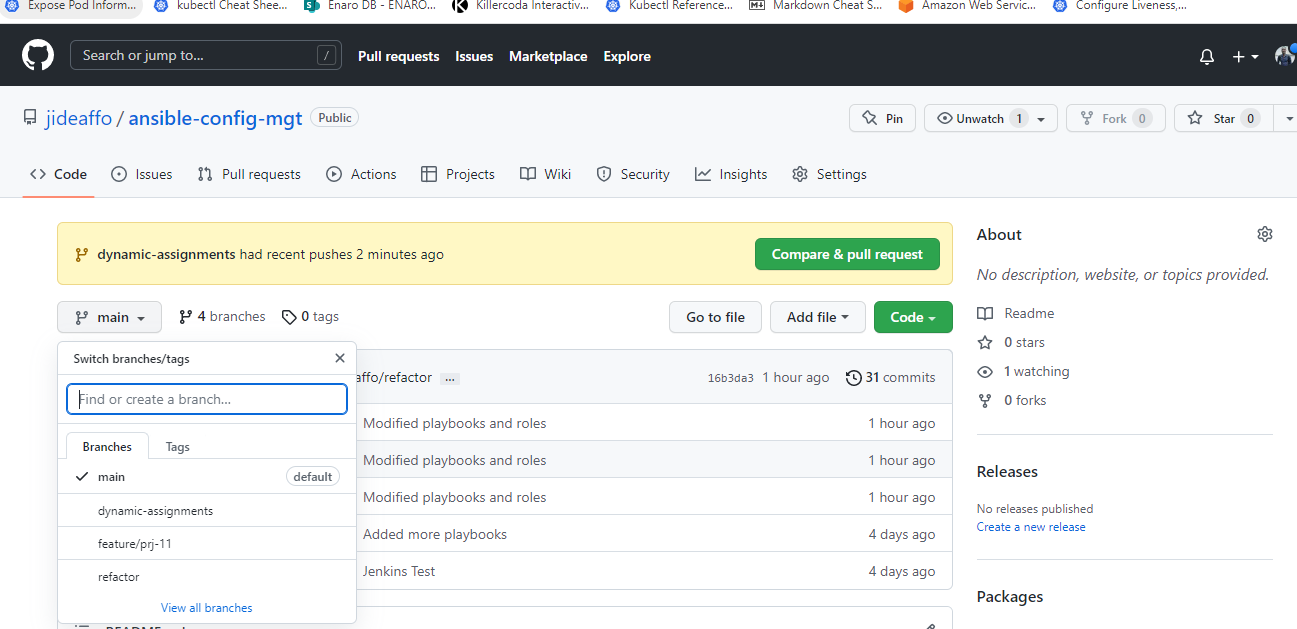 Expose Pod Inform...
kubectl Cheat Shee...
Enaro DB - ENARO...
Killercoda Interactiv...
Kubectl Reference...
Markdown Cheat S...
Amazon Web Servic...
Configure Liveness,...
Search or jump to...
/
Pull requests
Issues
Marketplace
Explore
jideaffo / ansible-config-mgt
Public
Pin
Unwatch 1
Fork 0
Star 0
Code
Issues
Pull requests
Actions
Projects
Wiki
Security
Insights
Settings
dynamic-assignments had recent pushes 2 minutes ago
Compare & pull request
main
4 branches
0 tags
Go to file
Add file
Code
Switch branches/tags
Find or create a branch...
Branches
Tags
main
default
dynamic-assignments
feature/prj-11
refactor
View all branches
affo/refactor
...
16b3da3 1 hour ago
31 commits
Modified playbooks and roles
1 hour ago
Modified playbooks and roles
1 hour ago
Modified playbooks and roles
1 hour ago
Added more playbooks
4 days ago
Jenkins Test
4 days ago
About
No description, website, or topics provided.
Readme
0 stars
1 watching
0 forks
Releases
No releases published
Create a new release
Packages